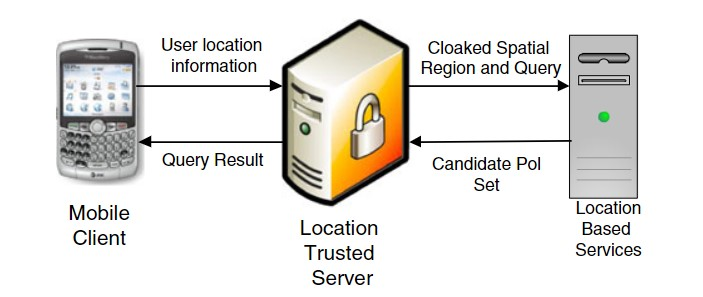 User location
information
Query Result
Cloaked Spatial
Region and Query
Candidate PoI
Set
Mobile
Client
Location
Trusted
Server
Location
Based
Services